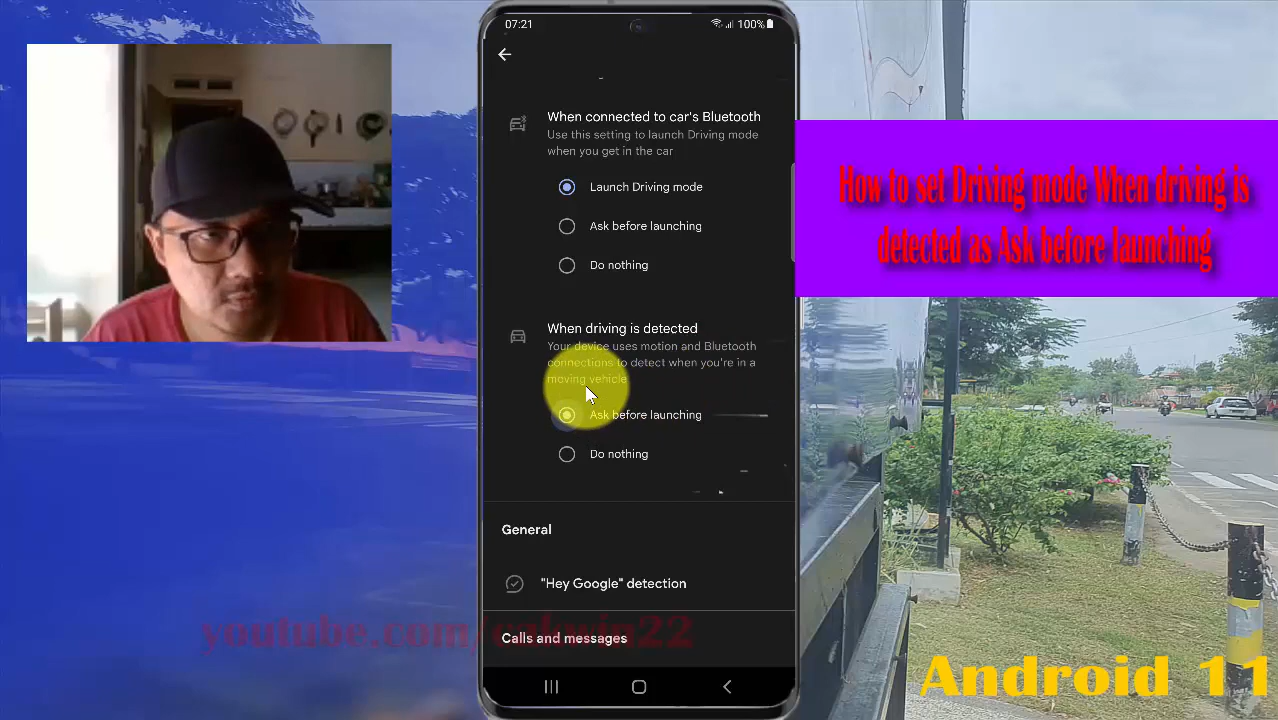 07:21
100%
When connected to car's Bluetooth
Use this setting to launch Driving mode
when you get in the car
Launch Driving mode
Ask before launching
Do nothing
When driving is detected
Your device uses motion and Bluetooth
connections to detect when you're in a
moving vehicle
Ask before launching
Do nothing
General
"Hey Google" detection
Calls and messages
How to set Driving mode When driving is
detected as Ask before launching
youtube.com/cakwin22
Android 11